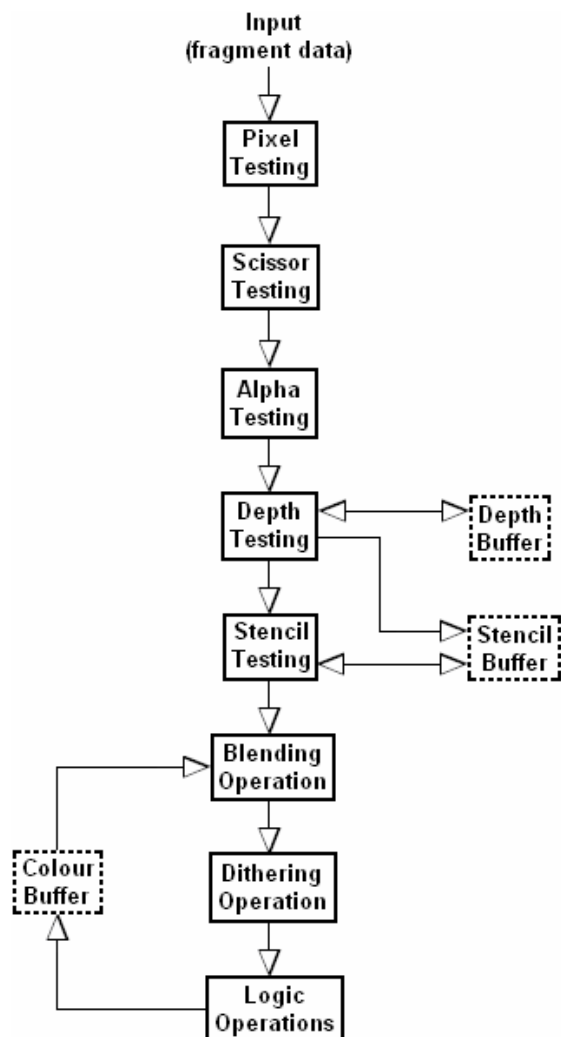 Input
(fragment data)
Pixel
Testing
Scissor
Testing
Alpha
Testing
Depth
Testing
Depth
Buffer
Stencil
Testing
Stencil
Buffer
Blending
Operation
Colour
Buffer
Dithering
Operation
Logic
Operations